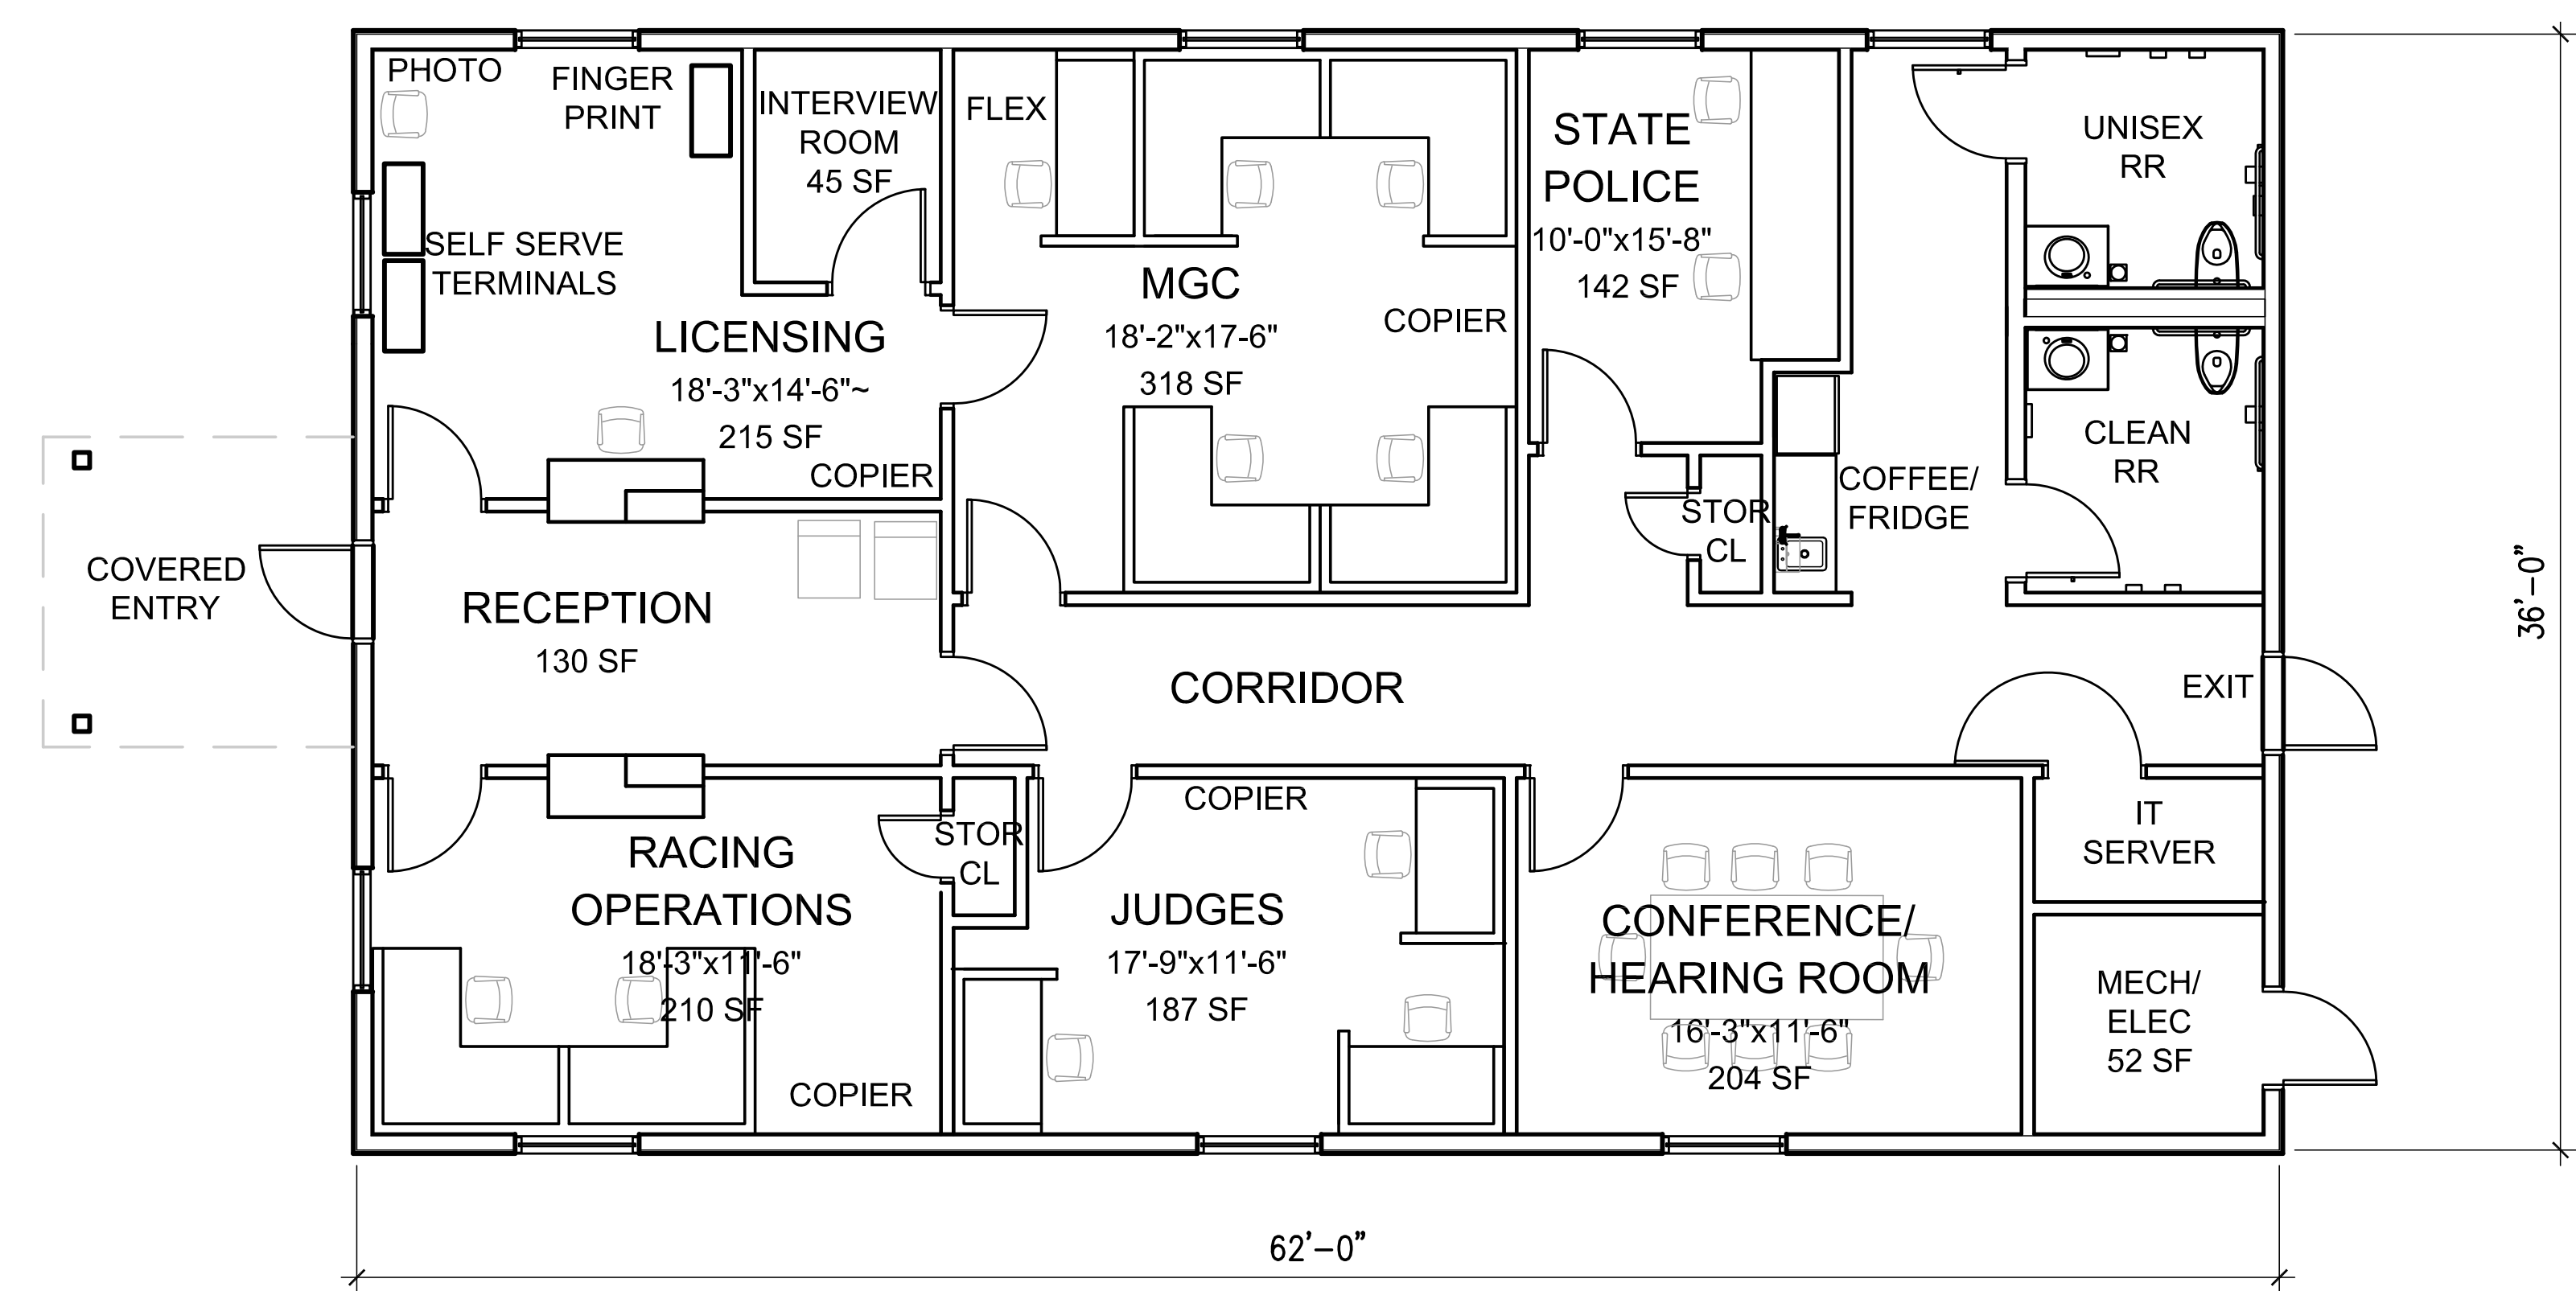 PHOTO
FINGER
PRINT
INTERVIEW
ROOM
45 SF
FLEX
STATE
POLICE
10'-0"x15'-8"
142 SF
UNISEX
RR
SELF SERVE
TERMINALS
MGC
18'-2"x17-6"
318 SF
COPIER
LICENSING
18'-3"x14'-6"~
215 SF
COPIER
CLEAN
RR
COFFEE/
FRIDGE
STOR
CL
COVERED
ENTRY
RECEPTION
130 SF
CORRIDOR
EXIT
36'-0"
RACING
OPERATIONS
18'-3"x11'-6"
210 SF
COPIER
STOR
CL
COPIER
JUDGES
17'-9"x11'-6"
187 SF
CONFERENCE/
HEARING ROOM
16'-3"x11'-6"
204 SF
IT
SERVER
MECH/
ELEC
52 SF
62'-0"